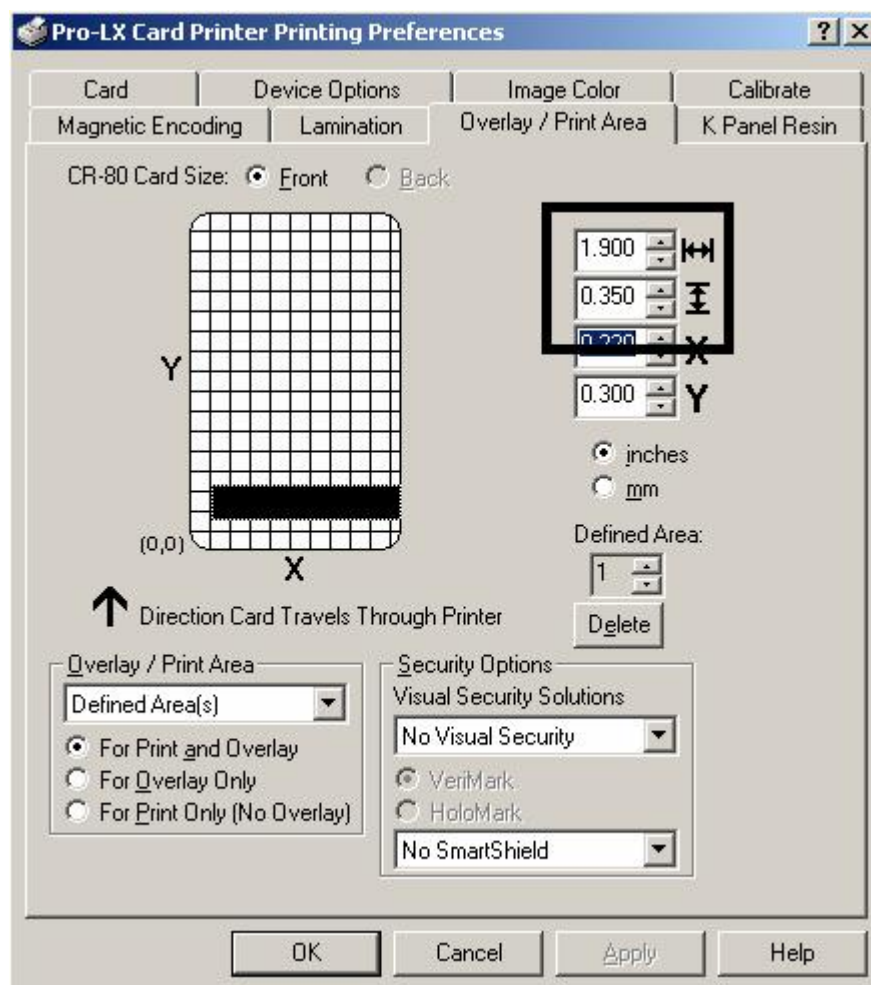 Pro-LX Card Printer Printing Preferences
Card Device Options Image Color Calibrate
Magnetic Encoding Lamination Overlay / Print Area K Panel Resin
CR-80 Card Size: Front Back
1.900
0.350
0.220 X
Y
0.300 Y
inches
mm
(0,0)
X
Defined Area:
1
Direction Card Travels Through Printer
Delete
Overlay / Print Area
Defined Area(s)
For Print and Overlay
For Overlay Only
For Print Only (No Overlay)
Security Options
Visual Security Solutions
No Visual Security
VeriMark
HoloMark
No SmartShield
OK Cancel Apply Help